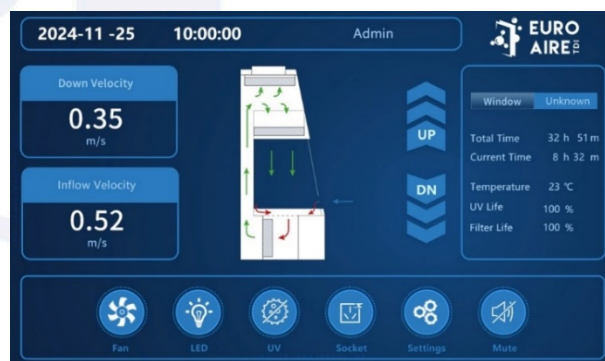 2024-11 -25 10:00:00 Admin
EURO
AIRE TDI
Down Velocity
0.35
m/s
Inflow Velocity
0.52
m/s
UP
DN
Window Unknown
Total Time 32 h 51 m
Current Time 8 h 32 m
Temperature 23 ℃
UV Life 100 %
Filter Life 100 %
Fan LED UV Socket Settings Mute